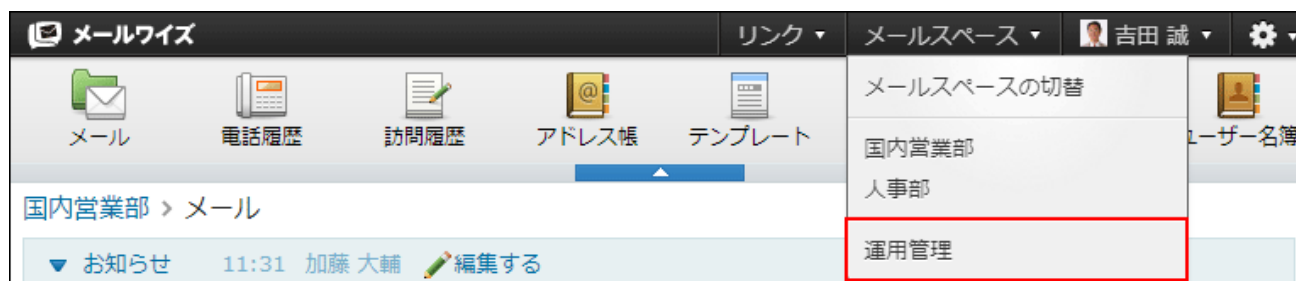 メールワイズ リンク メールスペース 吉田 誠
メールスペースの切替
メール 電話履歴 訪問履歴 アドレス帳 テンプレート ユーザー名簿
国内営業部
人事部
国内営業部 > メール
運用管理
お知らせ 11:31 加藤 大輔 編集する